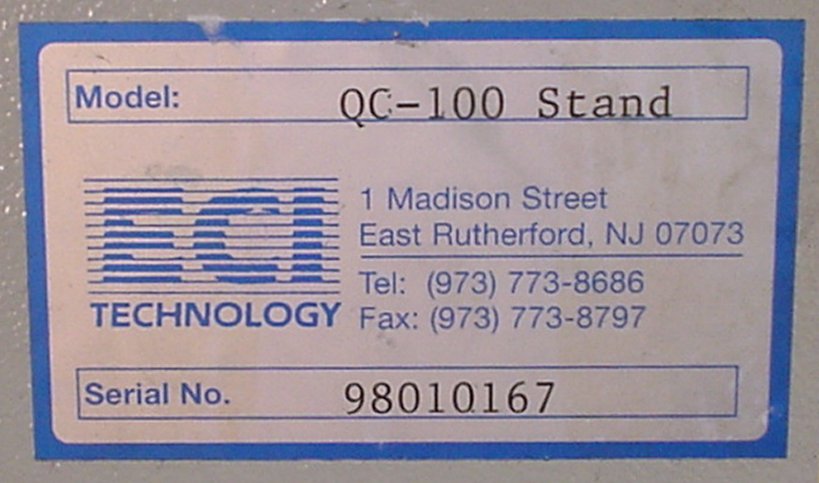 Model: QC-100 Stand
ECI
TECHNOLOGY
1 Madison Street
East Rutherford, NJ 07073
Tel: (973) 773-8686
Fax: (973) 773-8797
Serial No. 98010167